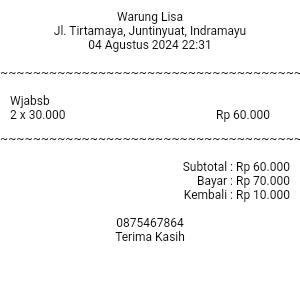 Warung Lisa
Jl. Tirtamaya, Juntinyuat, Indramayu
04 Agustus 2024 22:31
~~~~~~~~~~~~~~~~~~~~~~~~~~~~~~~~~~~~~
Wjabsb
2 x 30.000 Rp 60.000
~~~~~~~~~~~~~~~~~~~~~~~~~~~~~~~~~~~~~
Subtotal : Rp 60.000
Bayar : Rp 70.000
Kembali : Rp 10.000
0875467864
Terima Kasih